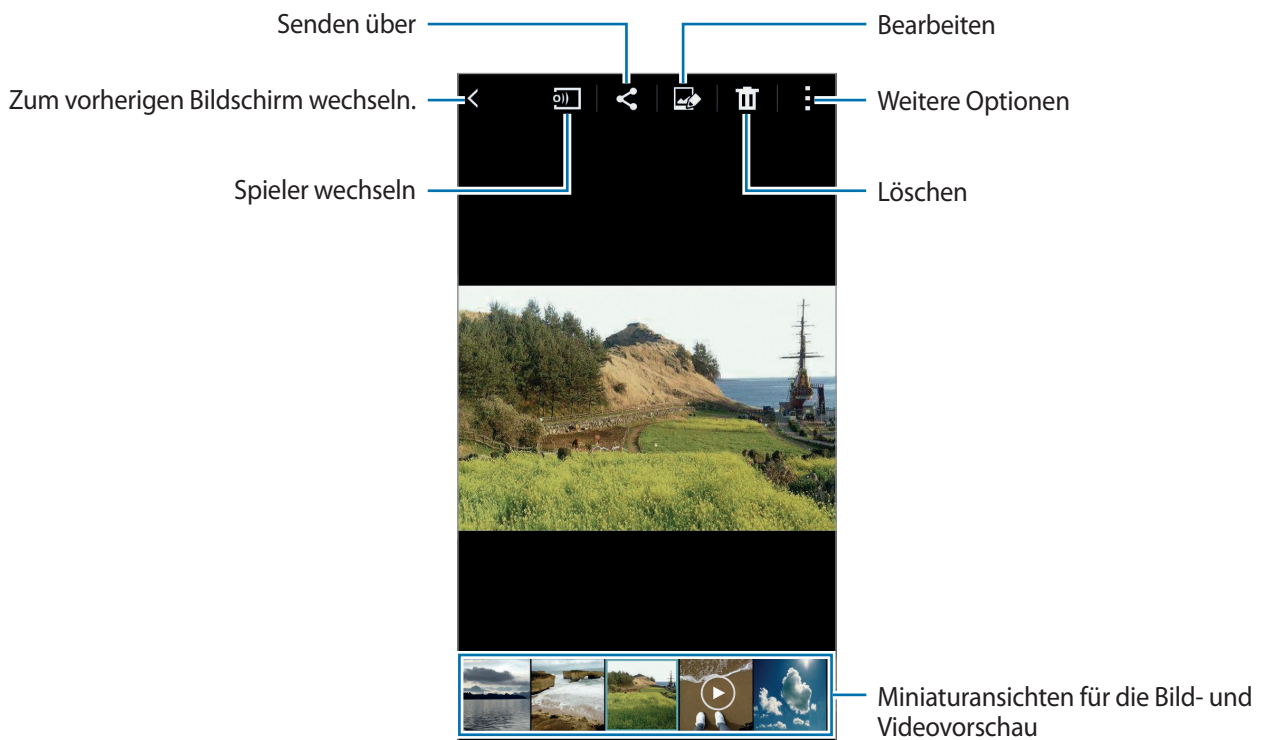 Senden über
Bearbeiten
Zum vorherigen Bildschirm wechseln.
Weitere Optionen
Spieler wechseln
Löschen
Miniaturansichten für die Bild- und
Videovorschau